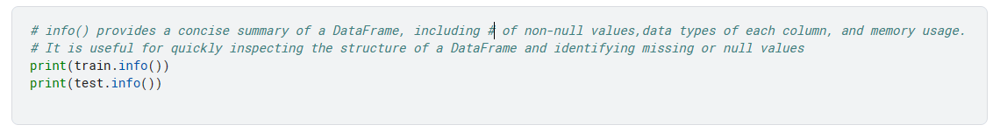 # info() provides a concise summary of a DataFrame, including # of non-null values,data types of each column, and memory usage.
# It is useful for quickly inspecting the structure of a DataFrame and identifying missing or null values
print(train.info())
print(test.info())